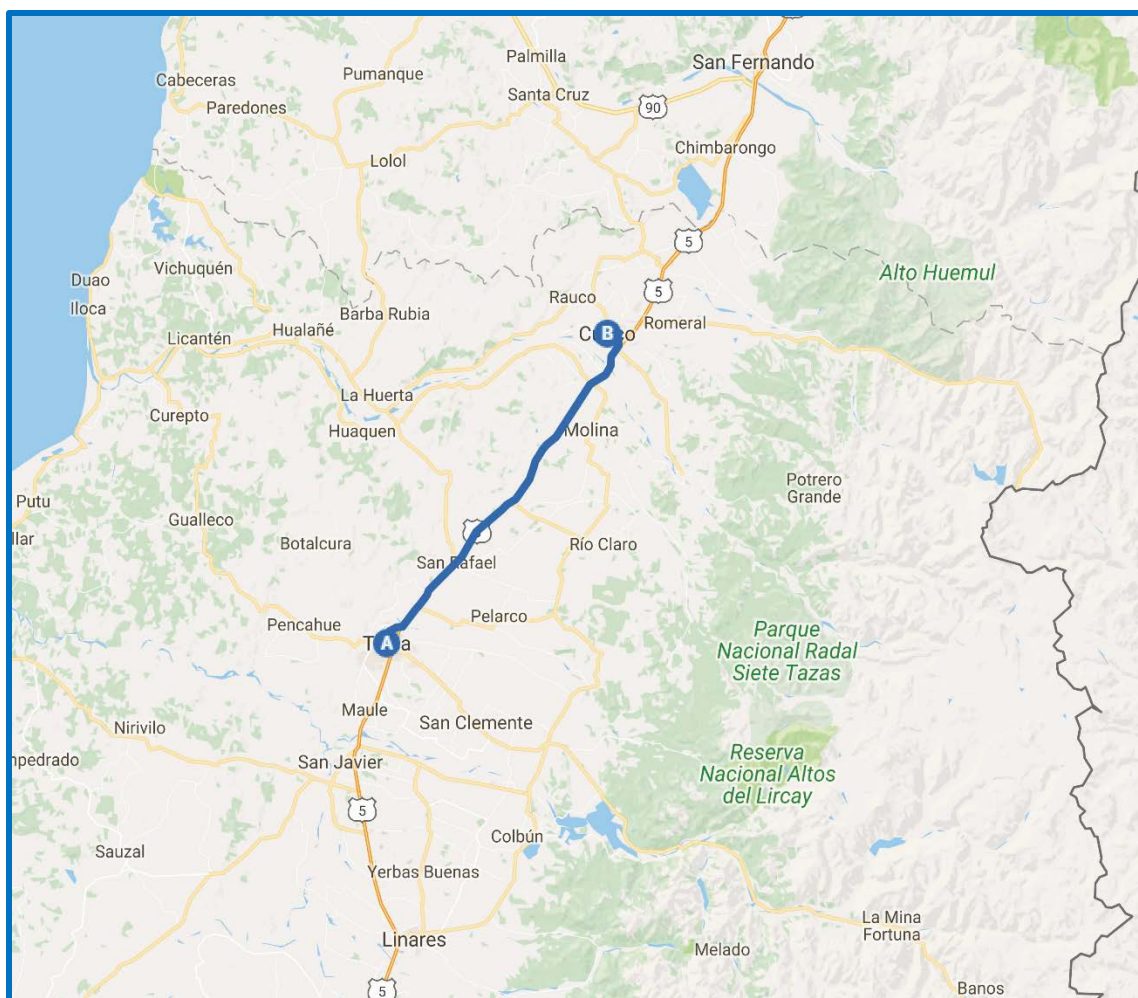 Palmilla
San Fernando
Pumanque
Cabeceras
Santa Cruz
Paredones
90
Chimbarongo
Lolol
5
Vichuquén
Alto Huemul
Duao
Iloca
5
Rauco
Barba Rubia
Romeral
Hualañé
B
Licantén
La Huerta
Curepto
Huaquen
Molina
Potrero
Grande
Putu
Gualleco
Botalcura
Río Claro
San Rafael
Pelarco
Pencahue
A
Parque
Nacional Radal
Siete Tazas
Maule
San Clemente
Nirivilo
Reserva
Nacional Altos
del Lircay
San Javier
5
Colbún
Sauzal
Yerbas Buenas
La Mina
Fortuna
Linares
Melado
Banos
5